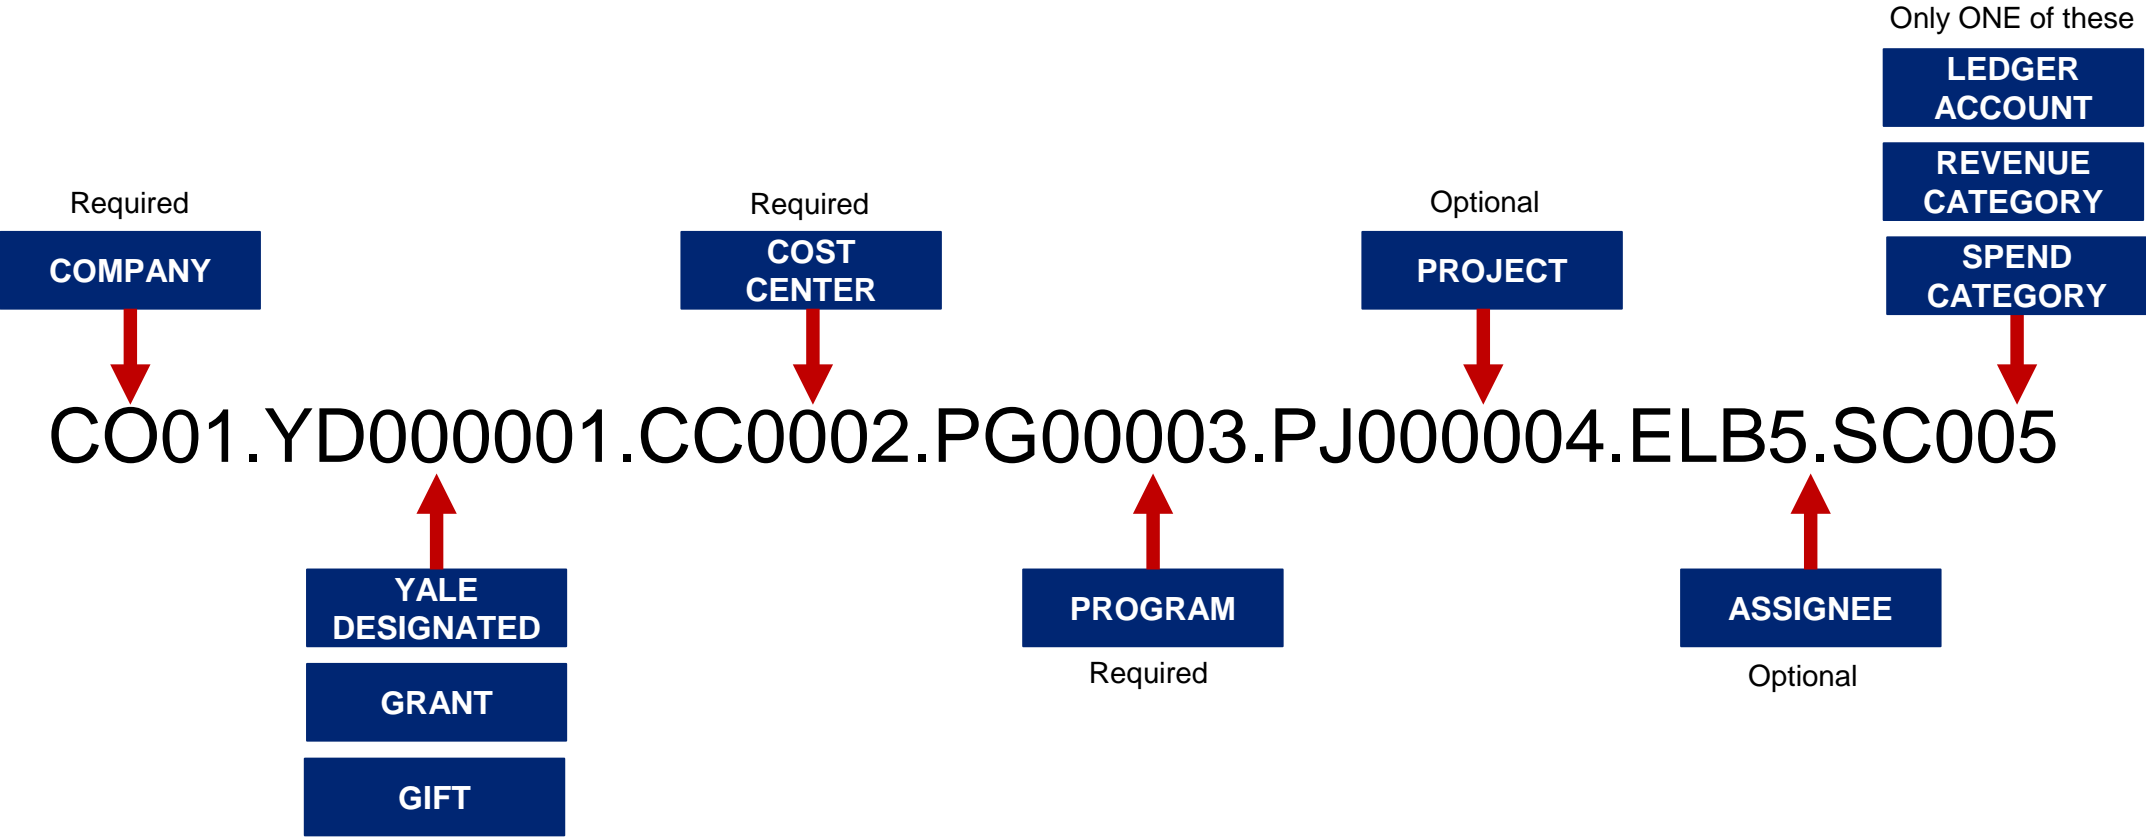 Only ONE of these
LEDGER
ACCOUNT
REVENUE
CATEGORY
SPEND
CATEGORY
Required
COMPANY
Required
COST
CENTER
Optional
PROJECT
CO01.YD000001.CC0002.PG00003.PJ000004.ELB5.SC005
YALE
DESIGNATED
GRANT
GIFT
PROGRAM
Required
ASSIGNEE
Optional